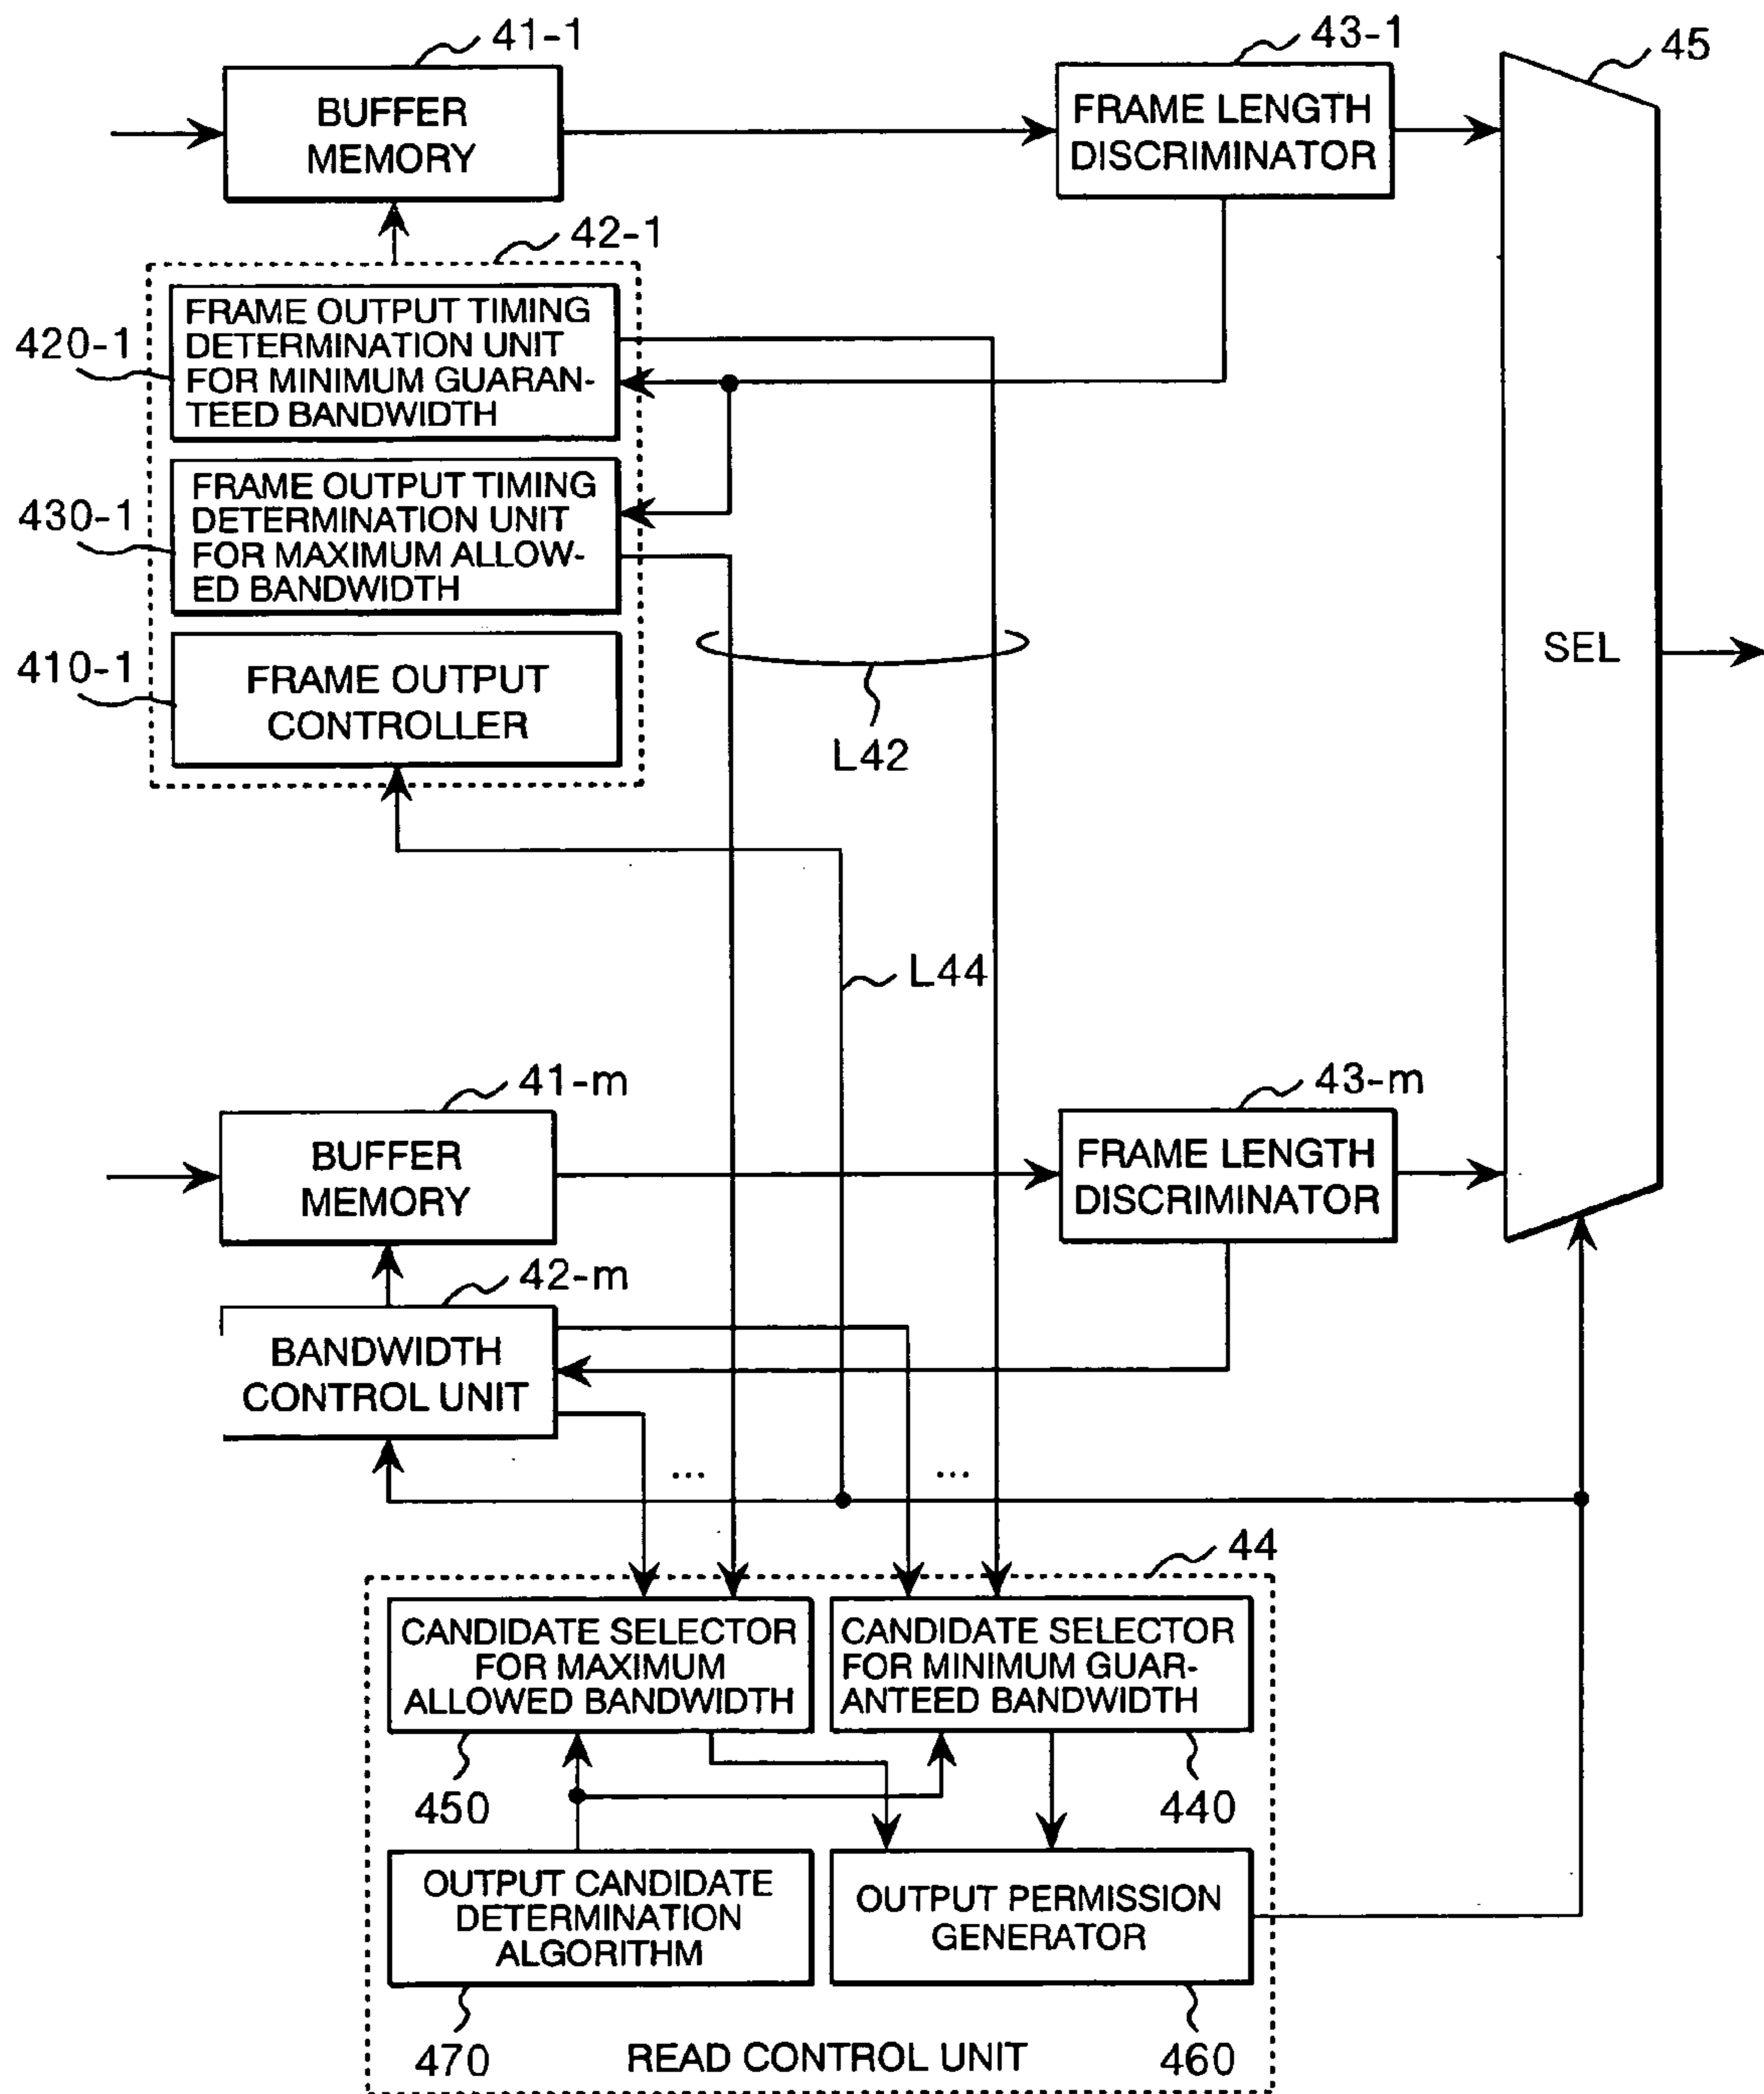 41-1
43-1
45
BUFFER
MEMORY
FRAME LENGTH
DISCRIMINATOR
42-1
420-1
FRAME OUTPUT TIMING
DETERMINATION UNIT
FOR MINIMUM GUARAN-
TEED BANDWIDTH
430-1
FRAME OUTPUT TIMING
DETERMINATION UNIT
FOR MAXIMUM ALLOW-
ED BANDWIDTH
410-1
FRAME OUTPUT
CONTROLLER
SEL
L42
L44
41-m
43-m
BUFFER
MEMORY
FRAME LENGTH
DISCRIMINATOR
42-m
BANDWIDTH
CONTROL UNIT
...
...
44
CANDIDATE SELECTOR
FOR MAXIMUM
ALLOWED BANDWIDTH
CANDIDATE SELECTOR
FOR MINIMUM GUAR-
ANTEED BANDWIDTH
450
440
OUTPUT CANDIDATE
DETERMINATION
ALGORITHM
OUTPUT PERMISSION
GENERATOR
470
READ CONTROL UNIT
460